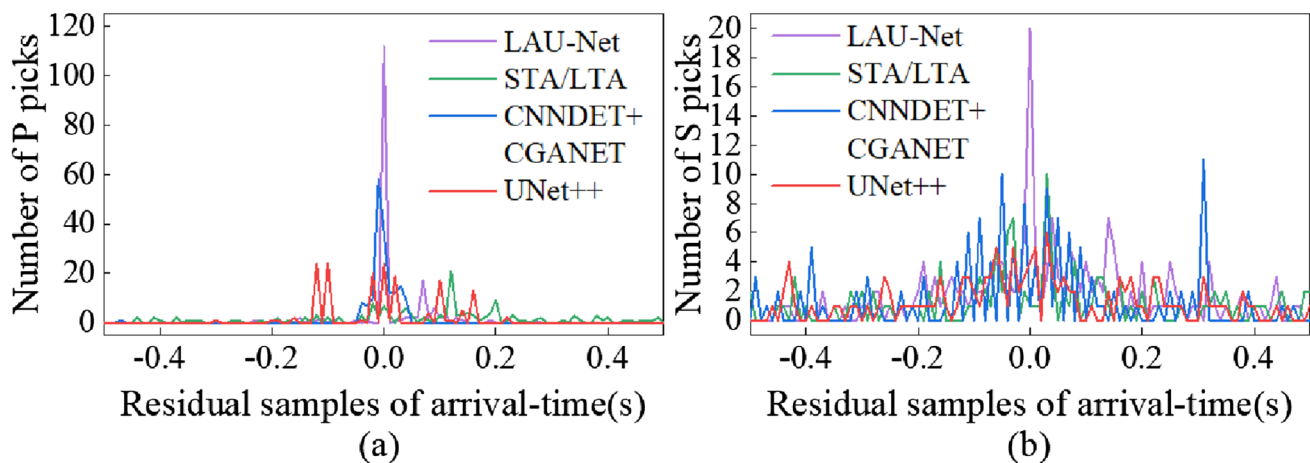 Number of P picks
120
100
80
60
40
20
0
LAU-Net
STA/LTA
CNNDET+
CGANET
UNet++
-0.4
-0.2
0.0
0.2
0.4
Residual samples of arrival-time(s)
(a)
Number of S picks
20
18
16
14
12
10
8
6
4
2
0
LAU-Net
STA/LTA
CNNDET+
CGANET
UNet++
-0.4
-0.2
0.0
0.2
0.4
Residual samples of arrival-time(s)
(b)